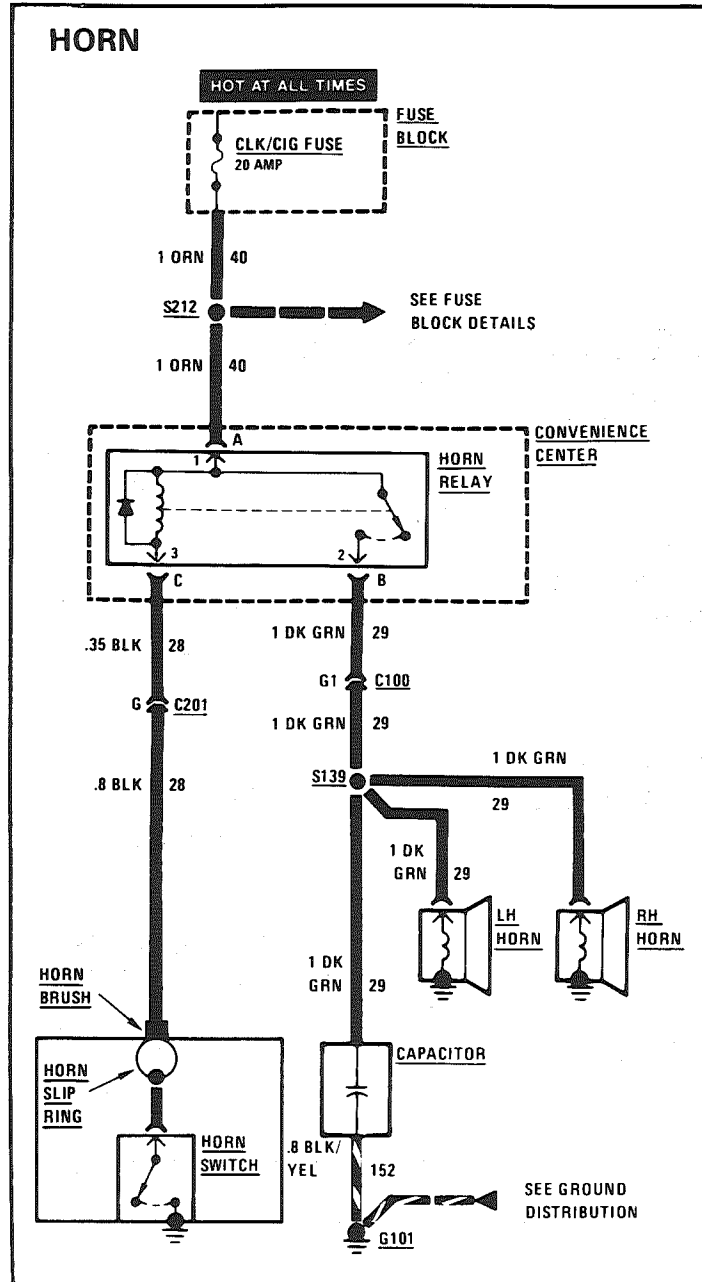 HORN
HOT AT ALL TIMES
FUSE
BLOCK
CLK/CIG FUSE
20 AMP
1 ORN 40
S212
SEE FUSE
BLOCK DETAILS
1 ORN 40
A
CONVENIENCE
CENTER
1
HORN
RELAY
3
2
C
B
.35 BLK 28
1 DK GRN 29
G1 C100
G C201
1 DK GRN 29
1 DK GRN
29
S139
.8 BLK 28
1 DK
GRN 29
LH
HORN
RH
HORN
1 DK
GRN 29
HORN
BRUSH
CAPACITOR
HORN
SLIP
RING
HORN
SWITCH
.8 BLK/
YEL 152
SEE GROUND
DISTRIBUTION
G101